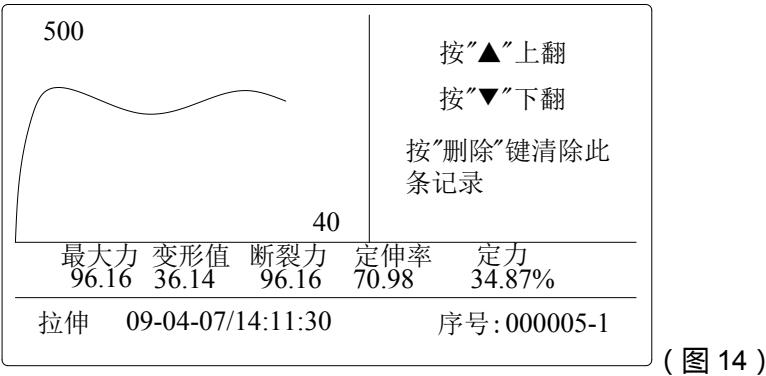 500
按"▲"上翻
按"▼"下翻
按"删除"键清除此
条记录
40
最大力 变形值 断裂力 定伸率 定力
96.16 36.14 96.16 70.98 34.87%
拉伸 09-04-07/14:11:30 序号:000005-1
(图 14)